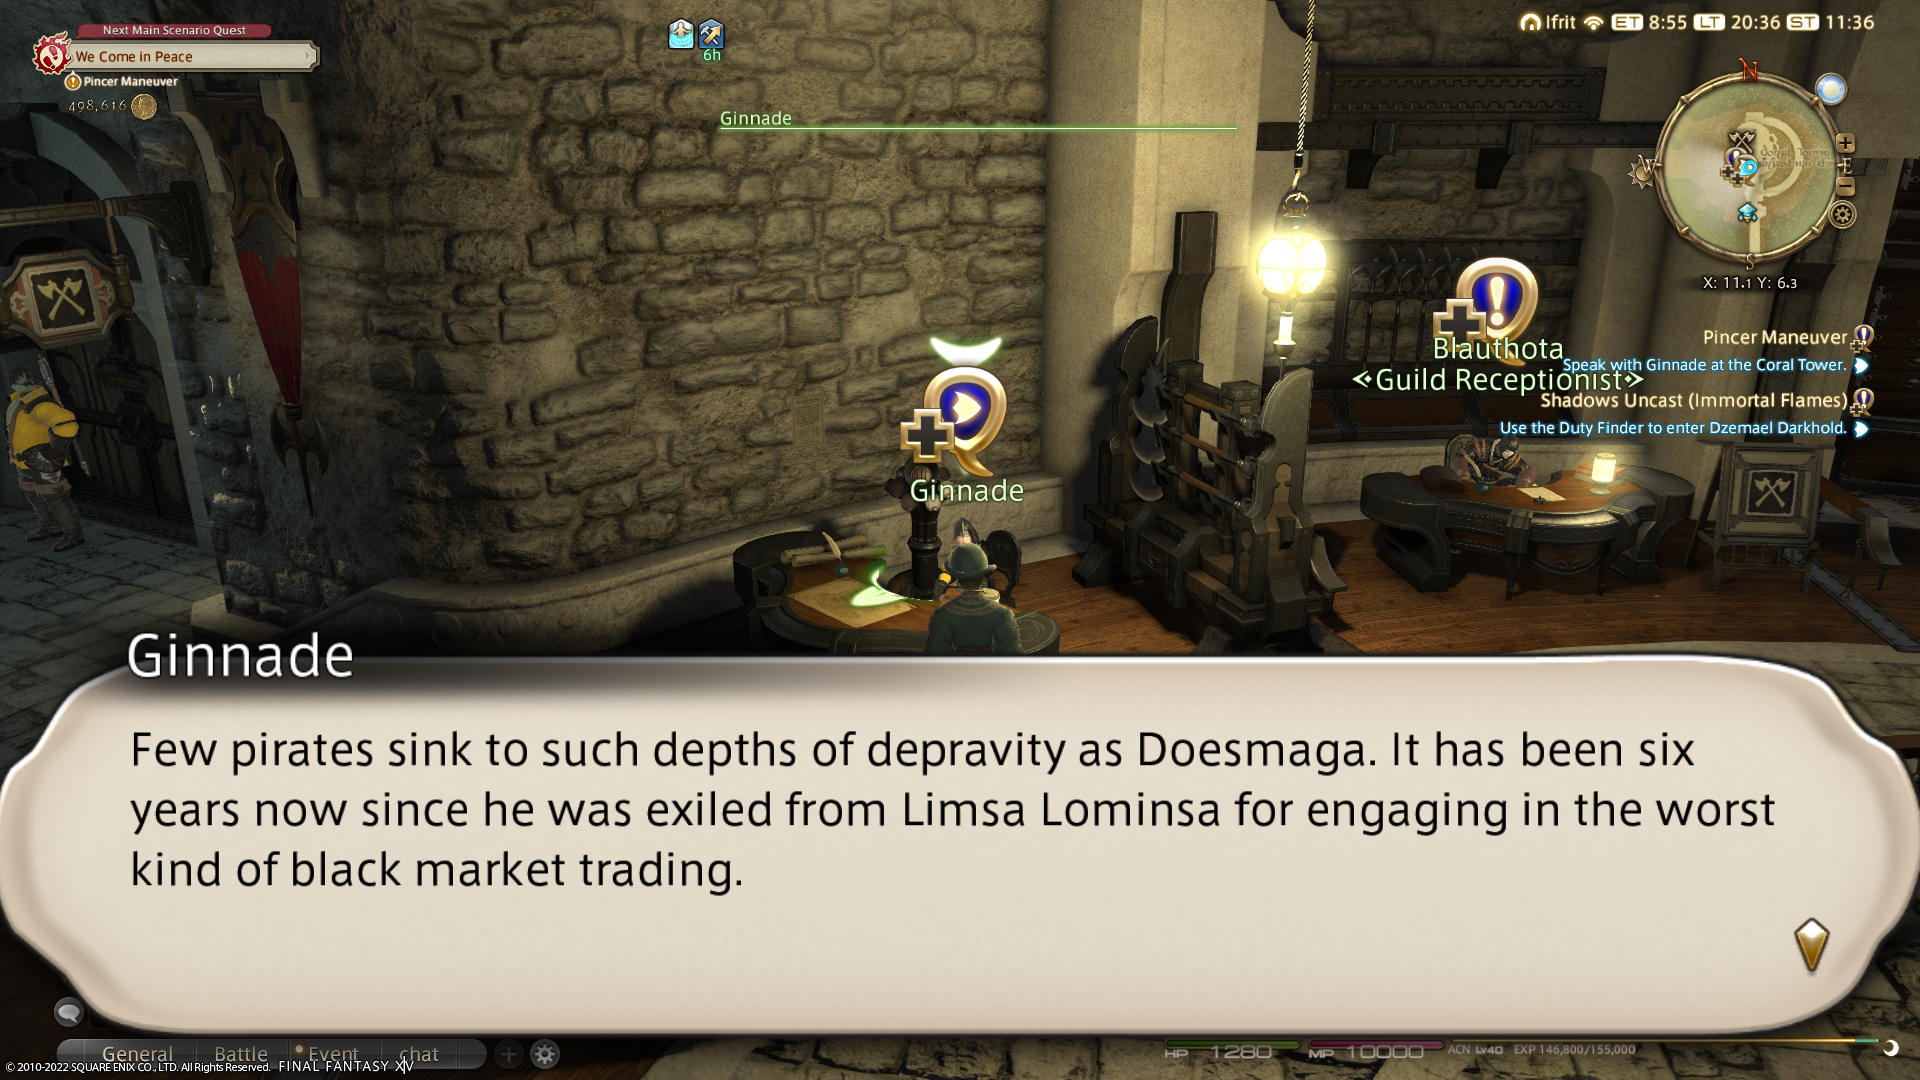 Next Main Scenario Quest
We Come in Peace
Pincer Maneuver
498,616
6h
Ginnade
Ifrit ET 8:55 LT 20:36 ST 11:36
N
W
E
S
X: 11.1 Y: 6.3
Pincer Maneuver
Speak with Ginnade at the Coral Tower.
Shadows Uncast (Immortal Flames)
Use the Duty Finder to enter Dzemael Darkhold.
Blauthota
<Guild Receptionist>
Ginnade
Ginnade
Few pirates sink to such depths of depravity as Doesmaga. It has been six
years now since he was exiled from Limsa Lominsa for engaging in the worst
kind of black market trading.
General Battle Event chat
HP 1280 MP 10000 ACN Lv40 EXP 146,800/155,000
© 2010-2022 SQUARE ENIX CO., LTD. All Rights Reserved. FINAL FANTASY XIV